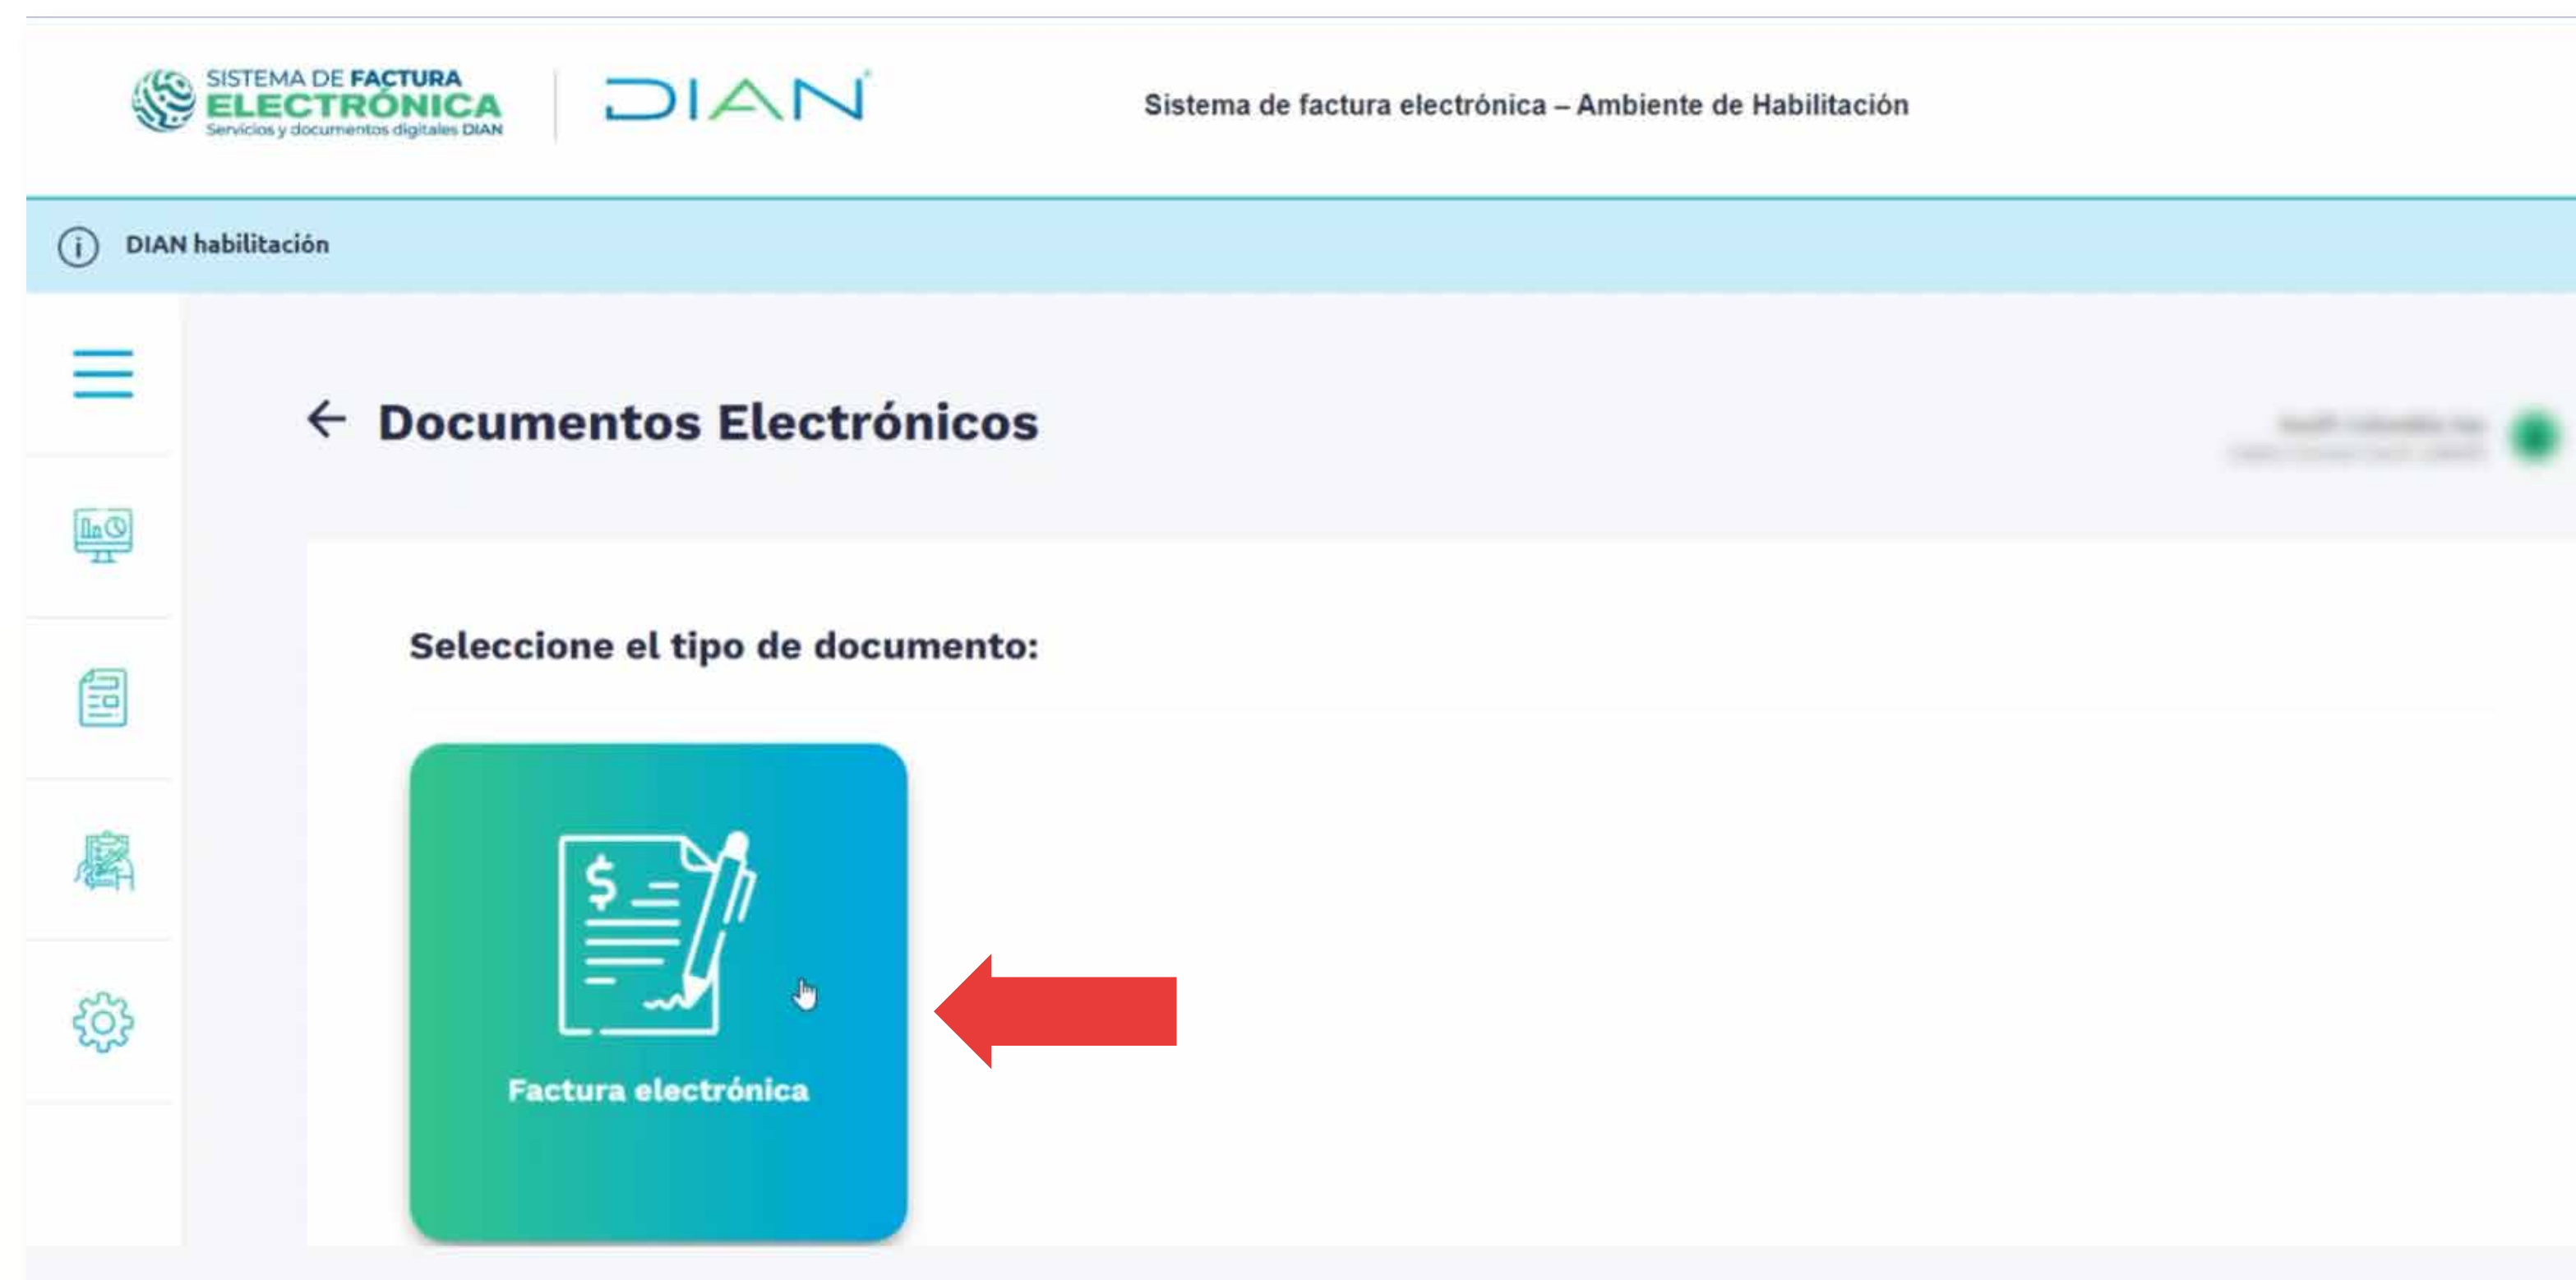 SISTEMA DE FACTURA
ELECTRÓNICA
Servicios y documentos digitales DIAN
DIAN
Sistema de factura electrónica – Ambiente de Habilitación
DIAN habilitación
← Documentos Electrónicos
Seleccione el tipo de documento:
$
Factura electrónica